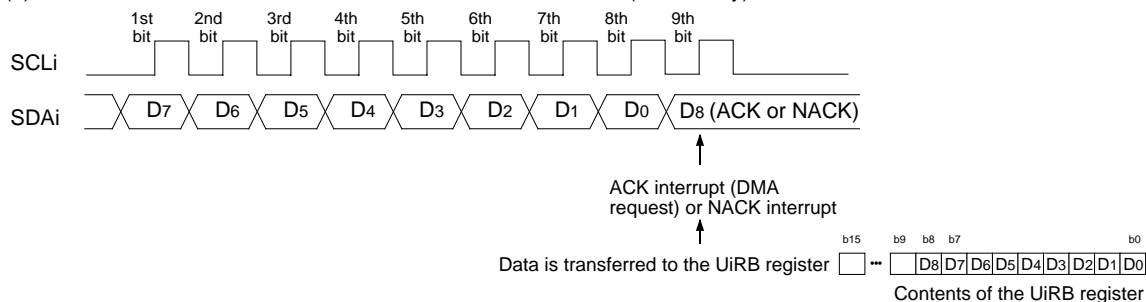 1st 2nd 3rd 4th 5th 6th 7th 8th 9th
bit bit bit bit bit bit bit bit bit
SCLi
SDAi D7 D6 D5 D4 D3 D2 D1 D0 D8 (ACK or NACK)
ACK interrupt (DMA
request) or NACK interrupt
b15 b9 b8 b7 b0
Data is transferred to the UiRB register ••• D8 D7 D6 D5 D4 D3 D2 D1 D0
Contents of the UiRB register